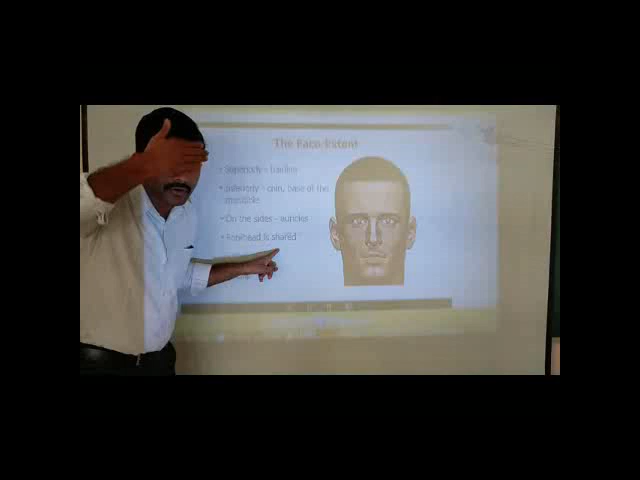 The Face Extent
• Superiorly - hairline
• Inferiorly - chin, base of the
mandible
• On the sides - auricles
• Forehead is shared